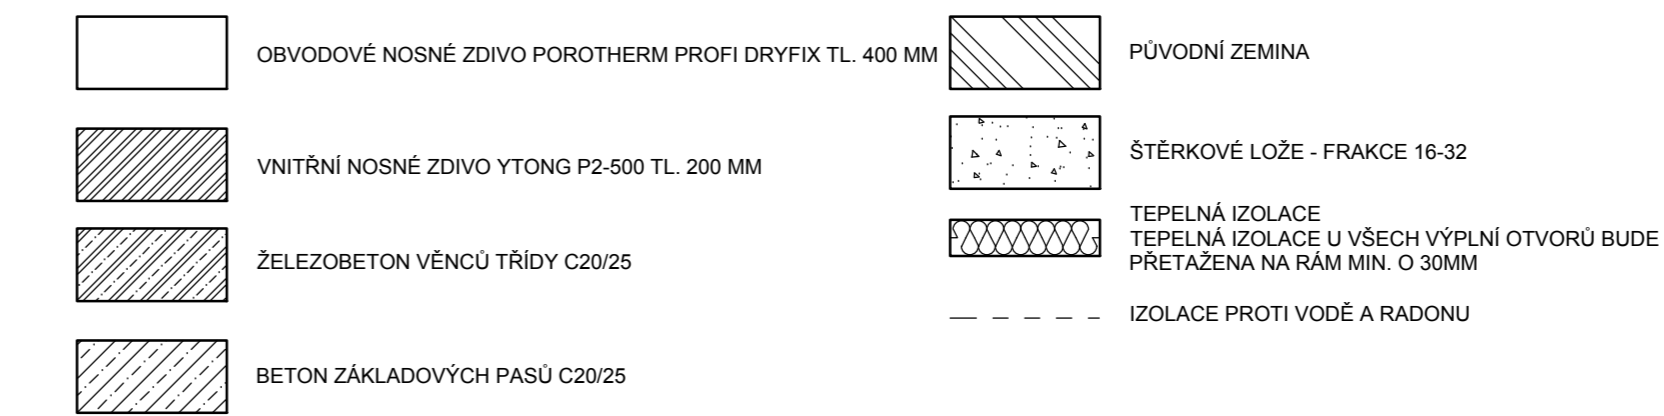 OBVODOVÉ NOSNÉ ZDIVO POROTHERM PROFI DRYFIX TL. 400 MM
VNITŘNÍ NOSNÉ ZDIVO YTONG P2-500 TL. 200 MM
ŽELEZOBETON VĚNCŮ TŘÍDY C20/25
BETON ZÁKLADOVÝCH PASŮ C20/25
PŮVODNÍ ZEMINA
ŠTĚRKOVÉ LOŽE - FRAKCE 16-32
TEPELNÁ IZOLACE
TEPELNÁ IZOLACE U VŠECH VÝPLNÍ OTVORŮ BUDE
PŘETAŽENA NA RÁM MIN. O 30MM
IZOLACE PROTI VODĚ A RADONU